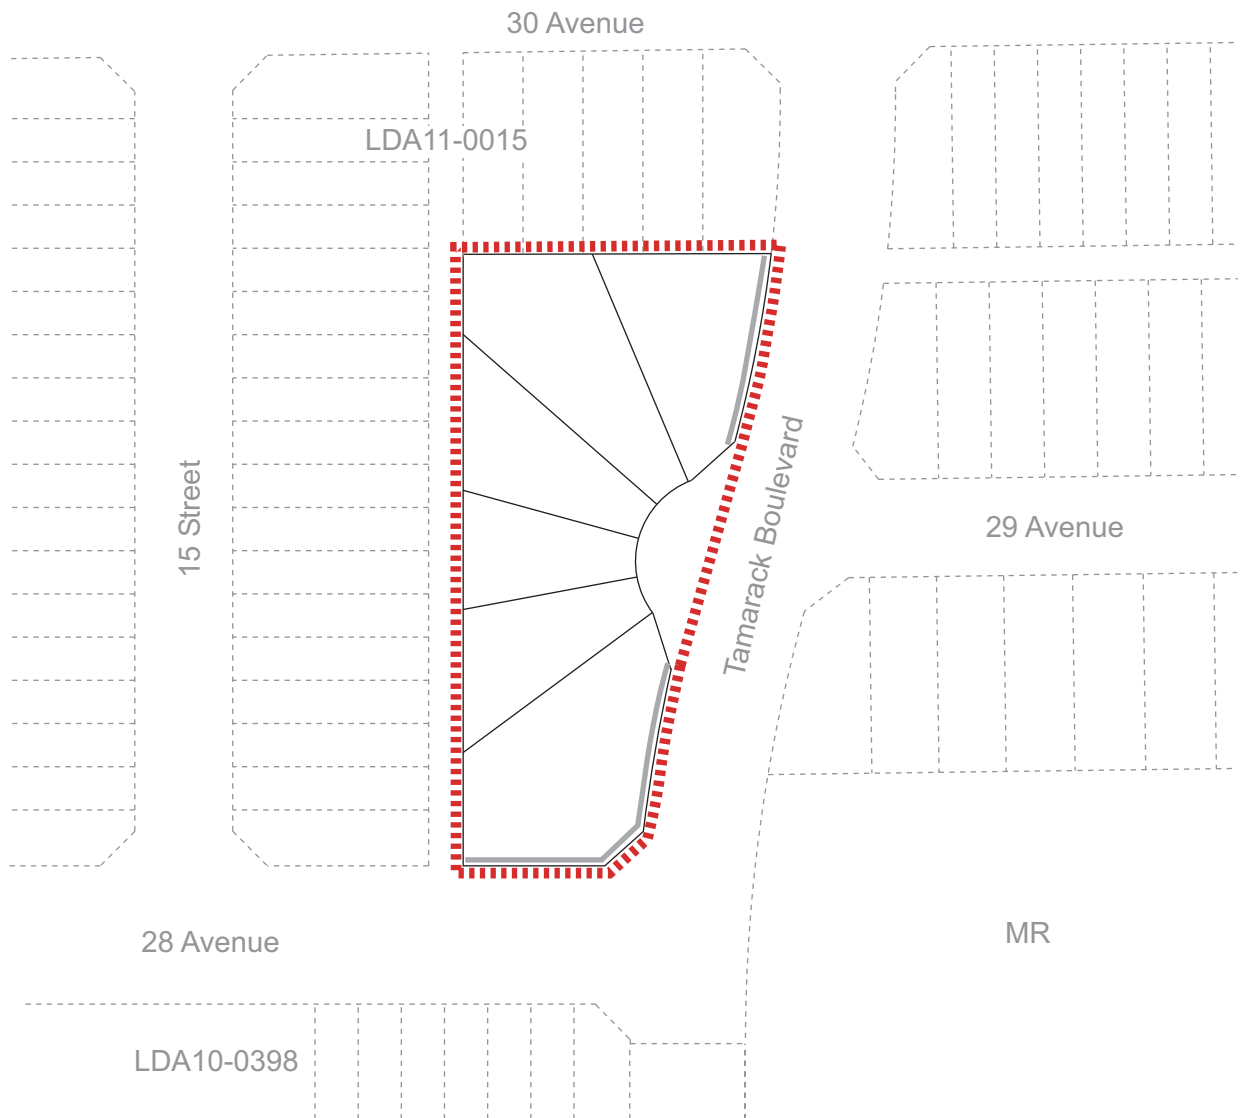 30 Avenue
LDA11-0015
15 Street
Tamarack Boulevard
29 Avenue
28 Avenue
MR
LDA10-0398